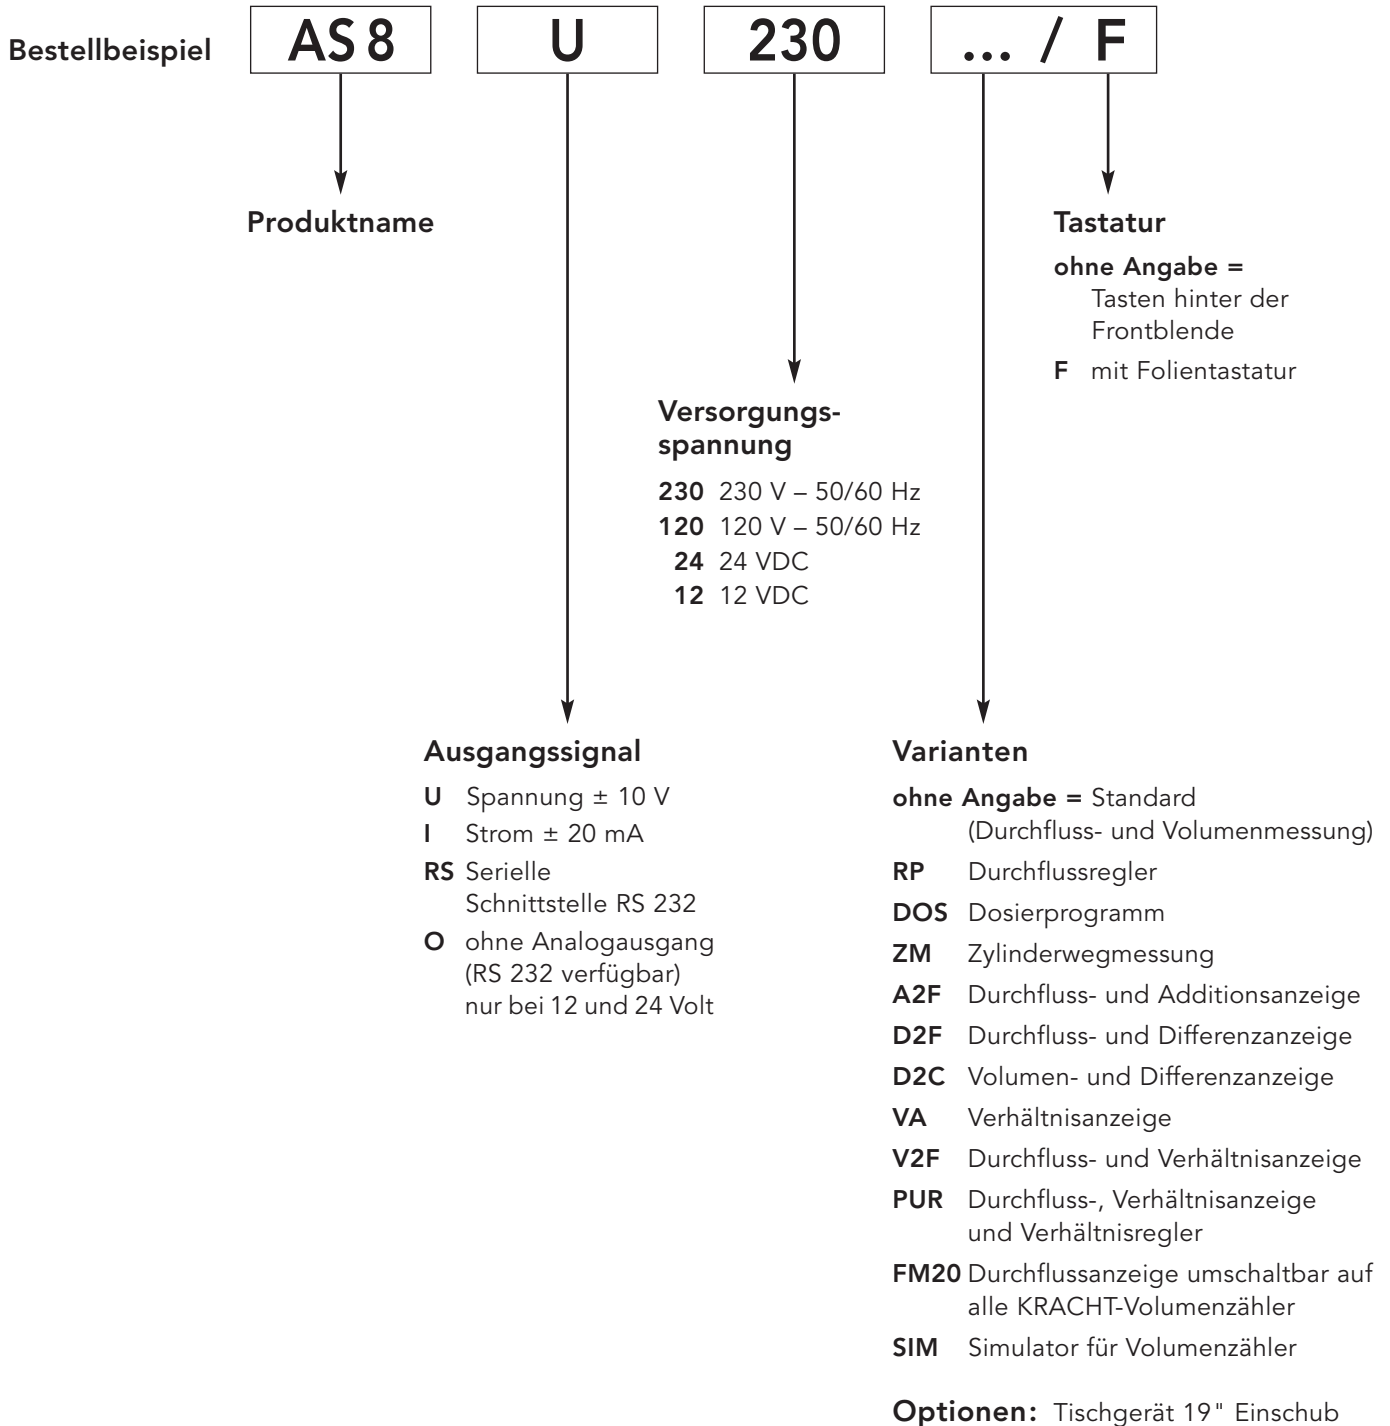 Bestellbeispiel AS 8 U 230 ... / F
Produktname
Tastatur
ohne Angabe =
Tasten hinter der
Frontblende
F mit Folientastatur
Versorgungs-
spannung
230 230 V – 50/60 Hz
120 120 V – 50/60 Hz
24 24 VDC
12 12 VDC
Ausgangssignal
U Spannung ± 10 V
I Strom ± 20 mA
RS Serielle
Schnittstelle RS 232
O ohne Analogausgang
(RS 232 verfügbar)
nur bei 12 und 24 Volt
Varianten
ohne Angabe = Standard
(Durchfluss- und Volumenmessung)
RP Durchflussregler
DOS Dosierprogramm
ZM Zylinderwegmessung
A2F Durchfluss- und Additionsanzeige
D2F Durchfluss- und Differenzanzeige
D2C Volumen- und Differenzanzeige
VA Verhältnisanzeige
V2F Durchfluss- und Verhältnisanzeige
PUR Durchfluss-, Verhältnisanzeige
und Verhältnisregler
FM20 Durchflussanzeige umschaltbar auf
alle KRACHT-Volumenzähler
SIM Simulator für Volumenzähler
Optionen: Tischgerät 19" Einschub